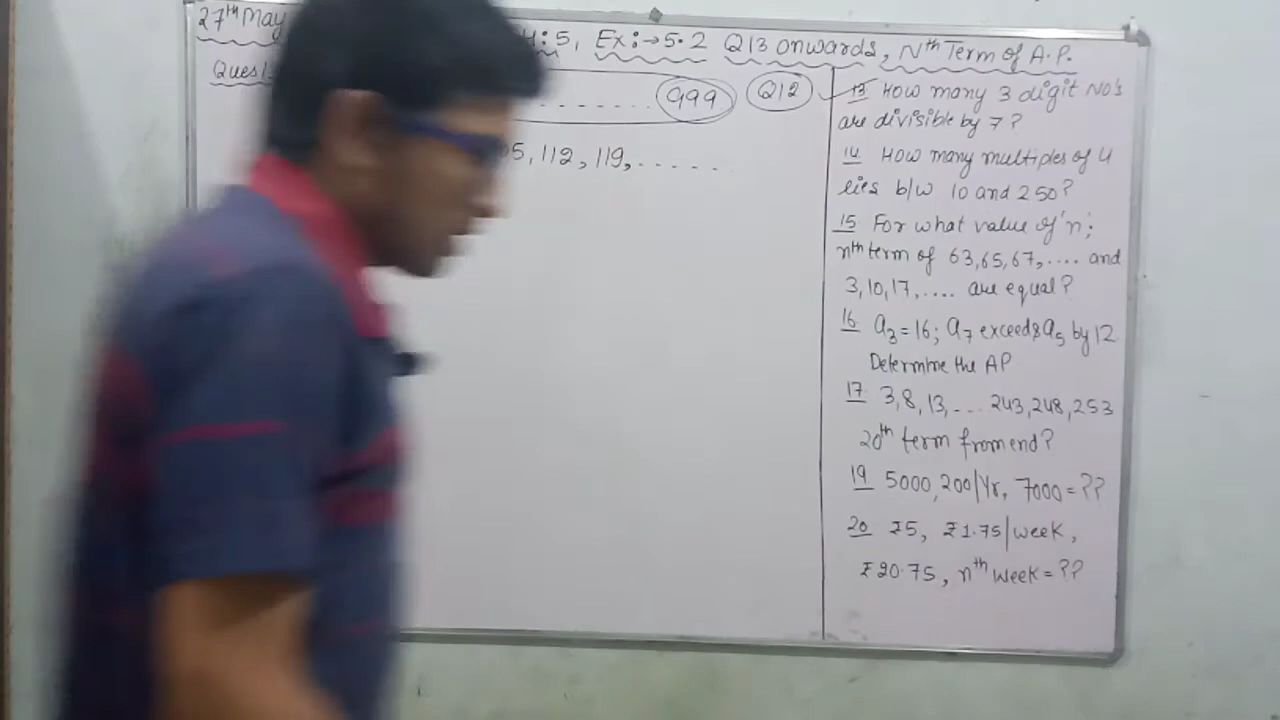 27th May 4:5, Ex:→5.2 Q13 onwards, Nth Term of A.P.
Ques1
- - - - - - - - 999 Q12
05, 112, 119, - - - - - -
13 How many 3 digit No's
are divisible by 7?
14 How many multiples of 4
lies b/w 10 and 250?
15 For what value of 'n';
nth term of 63,65,67,.... and
3,10,17,.... are equal?
16 a3=16; a7 exceeds a5 by 12
Determine the AP
17 3,8,13,... 243,248,253
20th term from end?
19 5000,200/Yr, 7000=??
20 ₹5, ₹1.75/week,
₹20.75, nth week=??